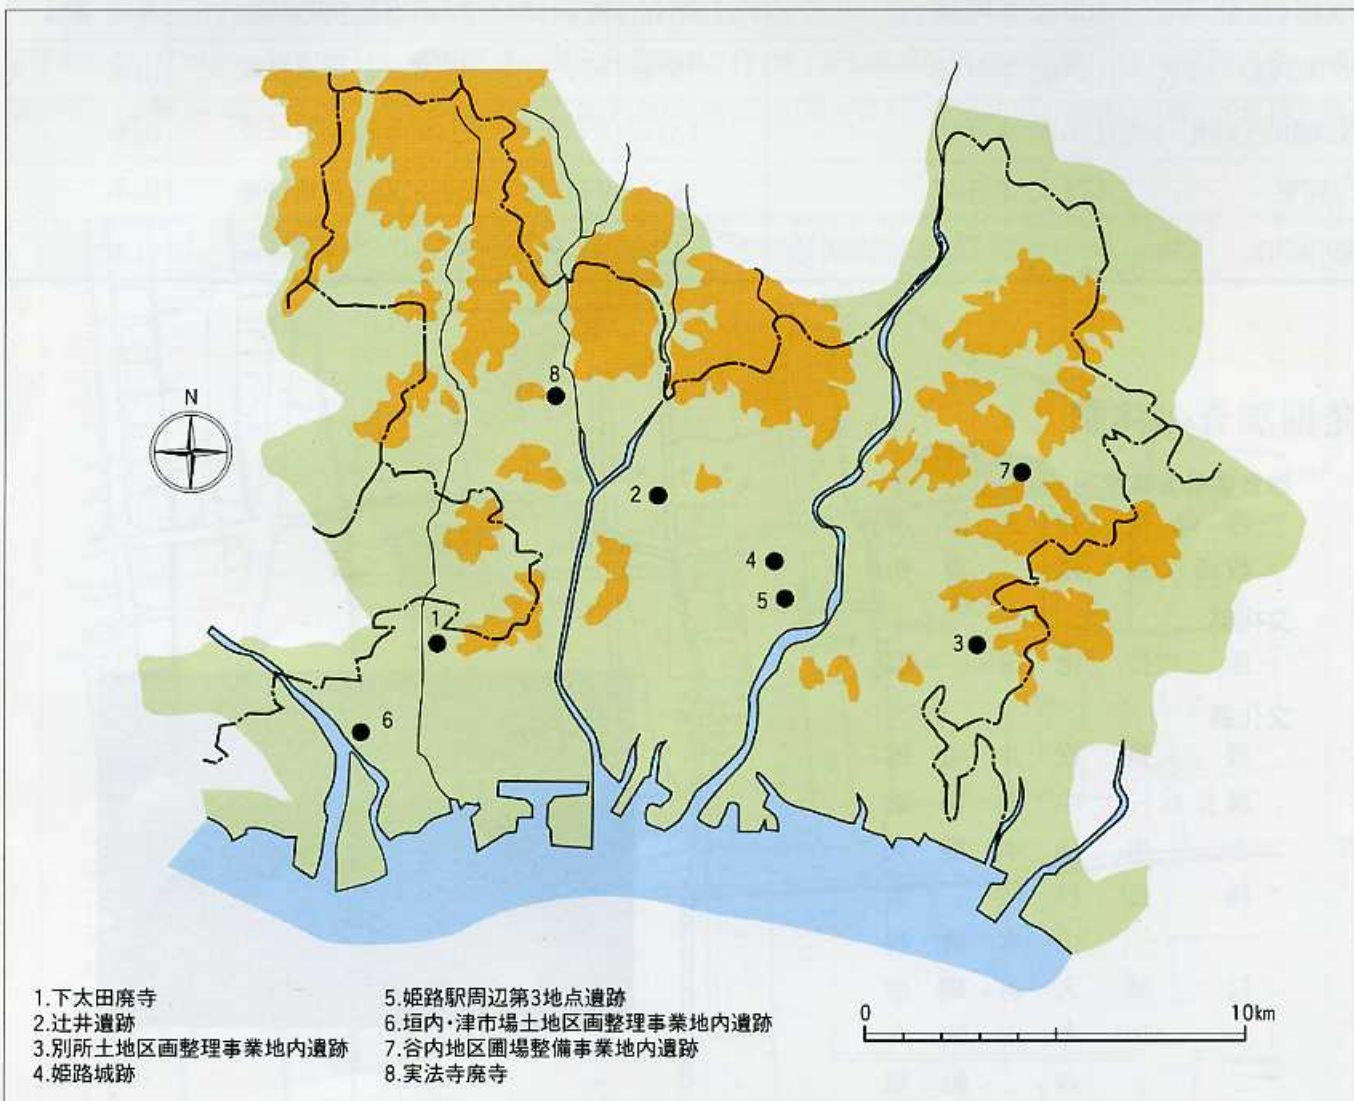 N
8
7
2
4
5
1
3
6
1.下太田廃寺
2.辻井遺跡
3.別所土地区画整理事業地内遺跡
4.姫路城跡
5.姫路駅周辺第3地点遺跡
6.垣内・津市場土地区画整理事業地内遺跡
7.谷内地区圃場整備事業地内遺跡
8.実法寺廃寺
0 10km